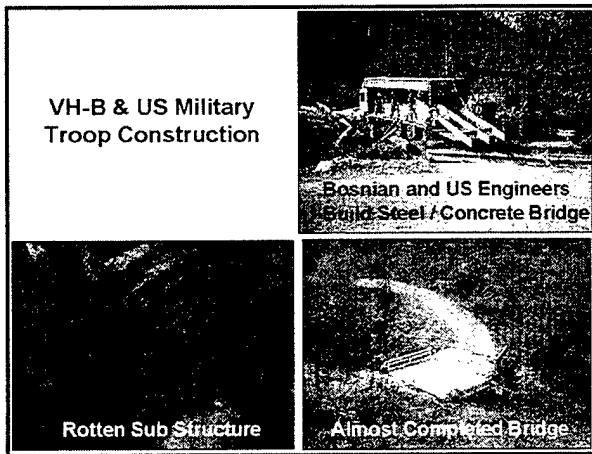 VH-B & US Military
Troop Construction
Bosnian and US Engineers
Build Steel / Concrete Bridge
Rotten Sub Structure
Almost Completed Bridge